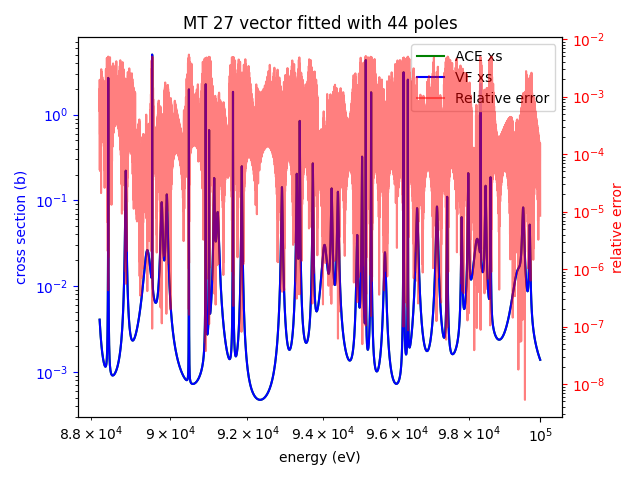 MT 27 vector fitted with 44 poles
ACE xs
VF xs
Relative error
cross section (b)
10⁰
10⁻¹
10⁻²
10⁻³
10⁻²
10⁻³
10⁻⁴
10⁻⁵
10⁻⁶
10⁻⁷
10⁻⁸
relative error
8.8 × 10⁴ 9 × 10⁴ 9.2 × 10⁴ 9.4 × 10⁴ 9.6 × 10⁴ 9.8 × 10⁴ 10⁵
energy (eV)